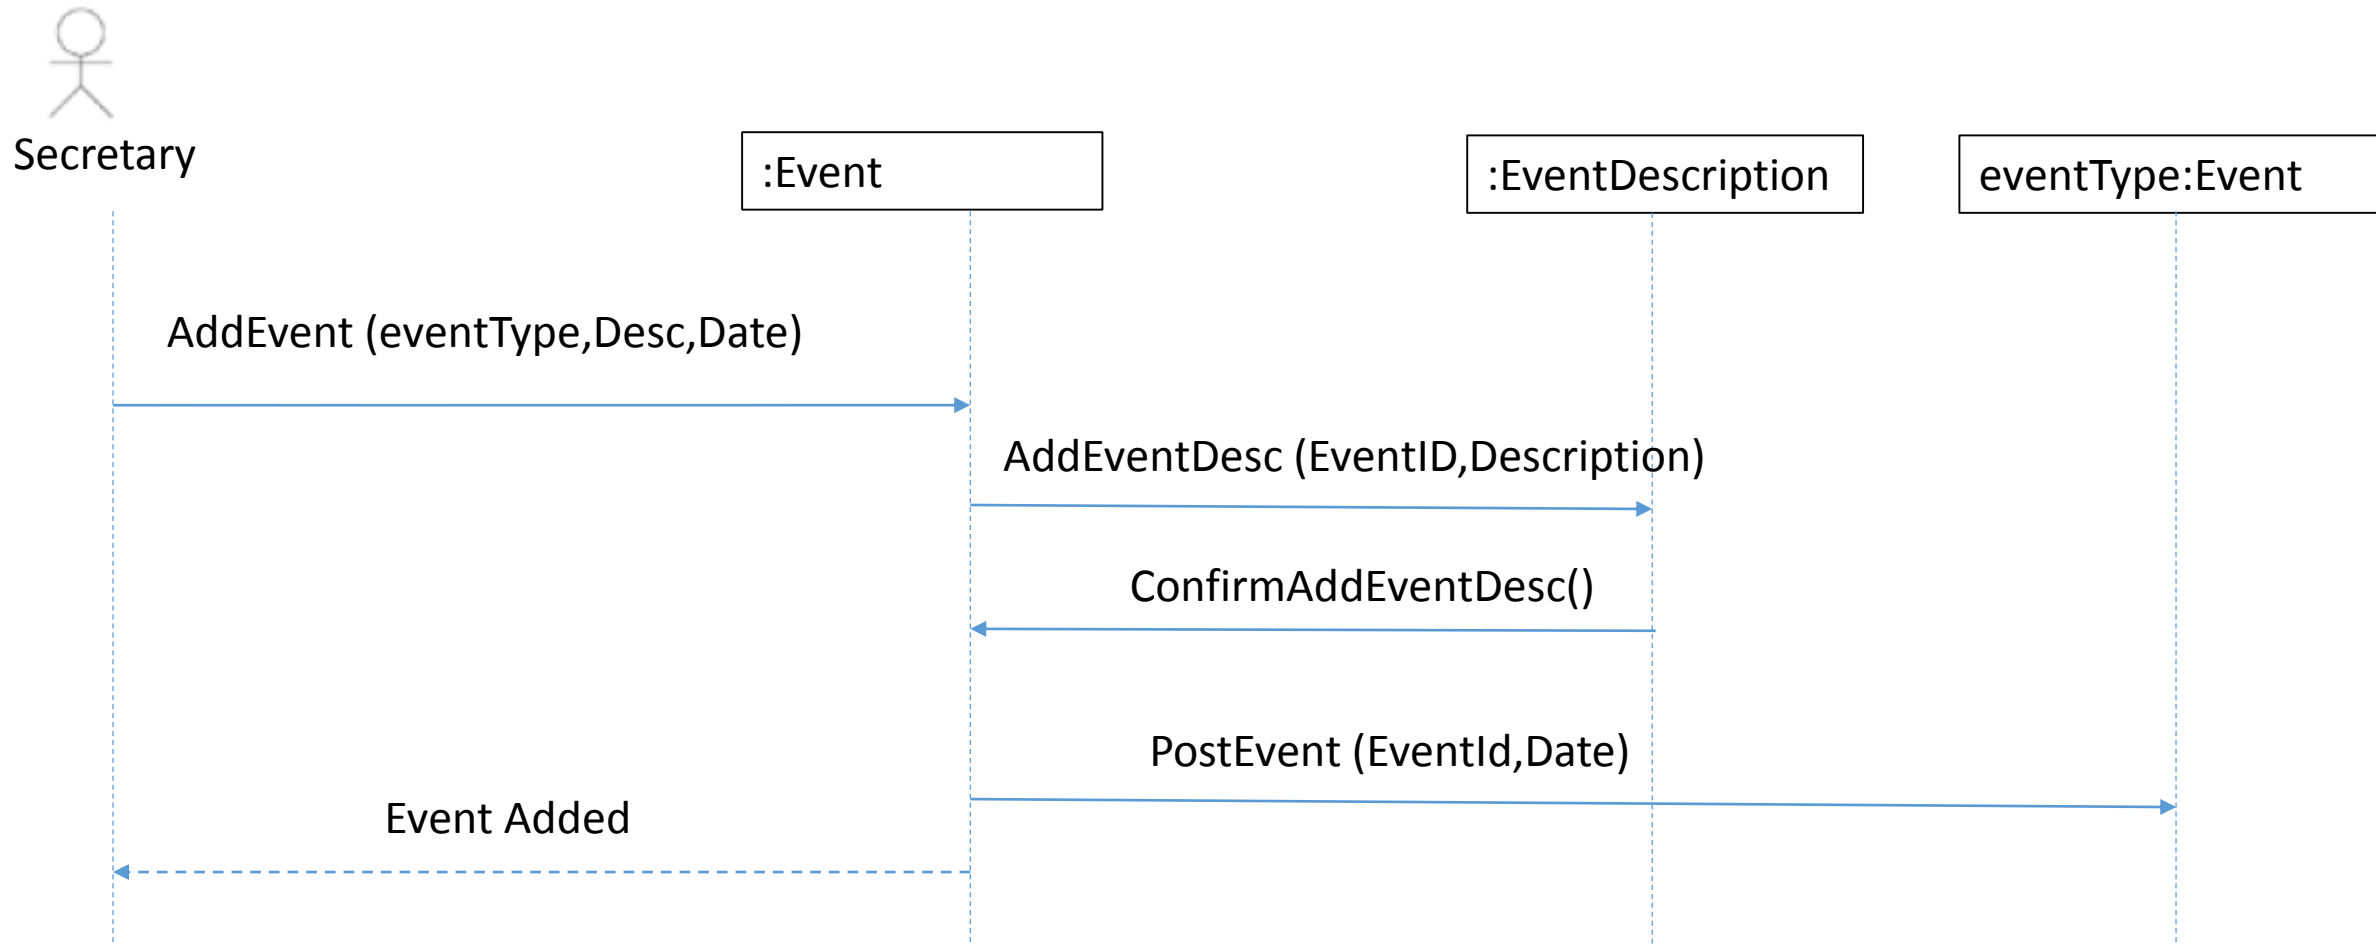 Secretary
:Event
:EventDescription
eventType:Event
AddEvent (eventType,Desc,Date)
AddEventDesc (EventID,Description)
ConfirmAddEventDesc()
PostEvent (EventId,Date)
Event Added